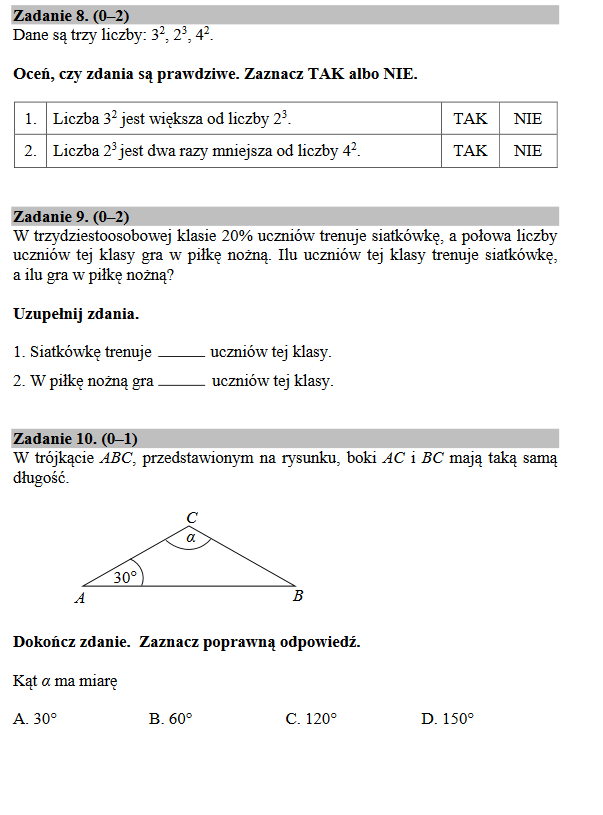 Zadanie 8. (0–2)
Dane są trzy liczby: 3², 2³, 4².
Oceń, czy zdania są prawdziwe. Zaznacz TAK albo NIE.
1. Liczba 3² jest większa od liczby 2³. TAK NIE
2. Liczba 2³ jest dwa razy mniejsza od liczby 4². TAK NIE
Zadanie 9. (0–2)
W trzydziestoosobowej klasie 20% uczniów trenuje siatkówkę, a połowa liczby
uczniów tej klasy gra w piłkę nożną. Ilu uczniów tej klasy trenuje siatkówkę,
a ilu gra w piłkę nożną?
Uzupełnij zdania.
1. Siatkówkę trenuje ______ uczniów tej klasy.
2. W piłkę nożną gra ______ uczniów tej klasy.
Zadanie 10. (0–1)
W trójkącie ABC, przedstawionym na rysunku, boki AC i BC mają taką samą
długość.
C
α
30°
A B
Dokończ zdanie. Zaznacz poprawną odpowiedź.
Kąt α ma miarę
A. 30° B. 60° C. 120° D. 150°